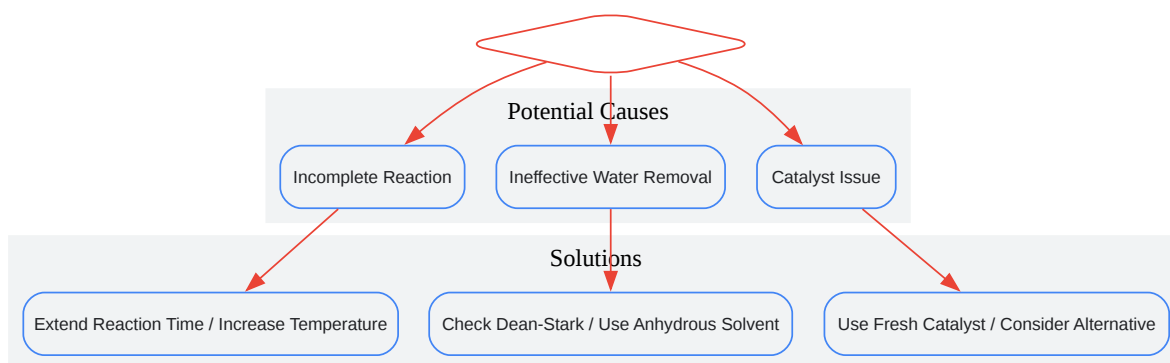 Potential Causes
Incomplete Reaction
Ineffective Water Removal
Catalyst Issue
Solutions
Extend Reaction Time / Increase Temperature
Check Dean-Stark / Use Anhydrous Solvent
Use Fresh Catalyst / Consider Alternative